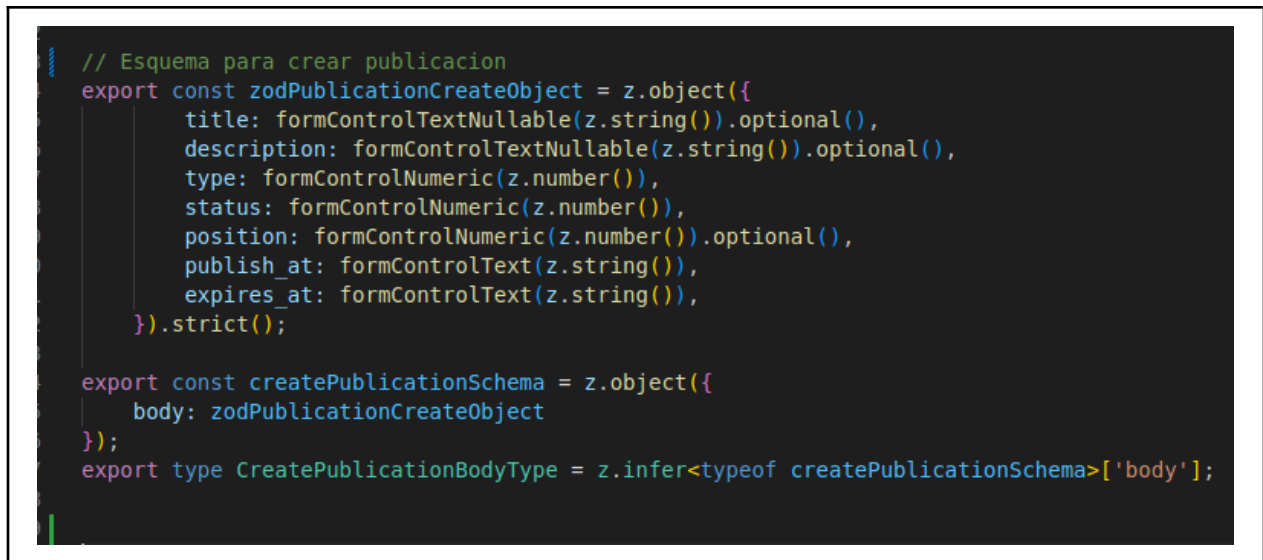 // Esquema para crear publicacion
export const zodPublicationCreateObject = z.object({
title: formControlTextNullable(z.string()).optional(),
description: formControlTextNullable(z.string()).optional(),
type: formControlNumeric(z.number()),
status: formControlNumeric(z.number()),
position: formControlNumeric(z.number()).optional(),
publish_at: formControlText(z.string()),
expires_at: formControlText(z.string()),
}).strict();
export const createPublicationSchema = z.object({
body: zodPublicationCreateObject
});
export type CreatePublicationBodyType = z.infer<typeof createPublicationSchema>['body'];